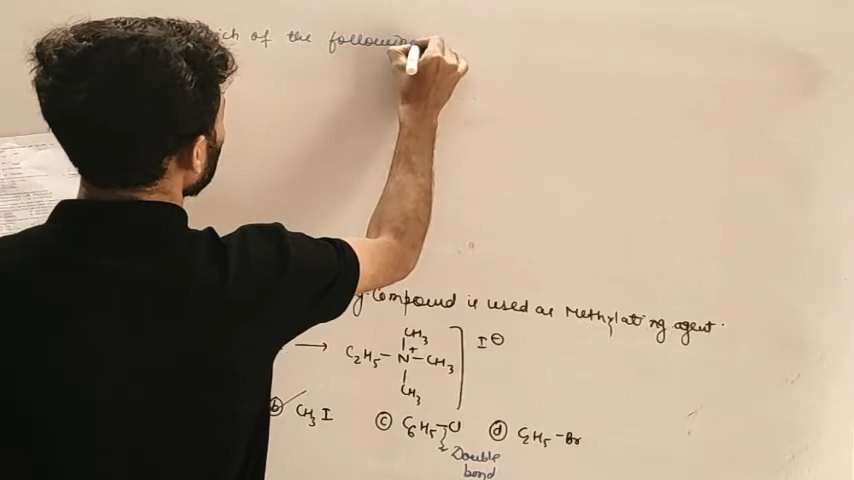 of the following
Compound is used as Methylating agent.
→ C2H5-N+-CH3 ] I⊖
CH3
CH3
ⓑ CH3I ⓒ C6H5-Cl ⓓ C2H5-Br
Double
bond